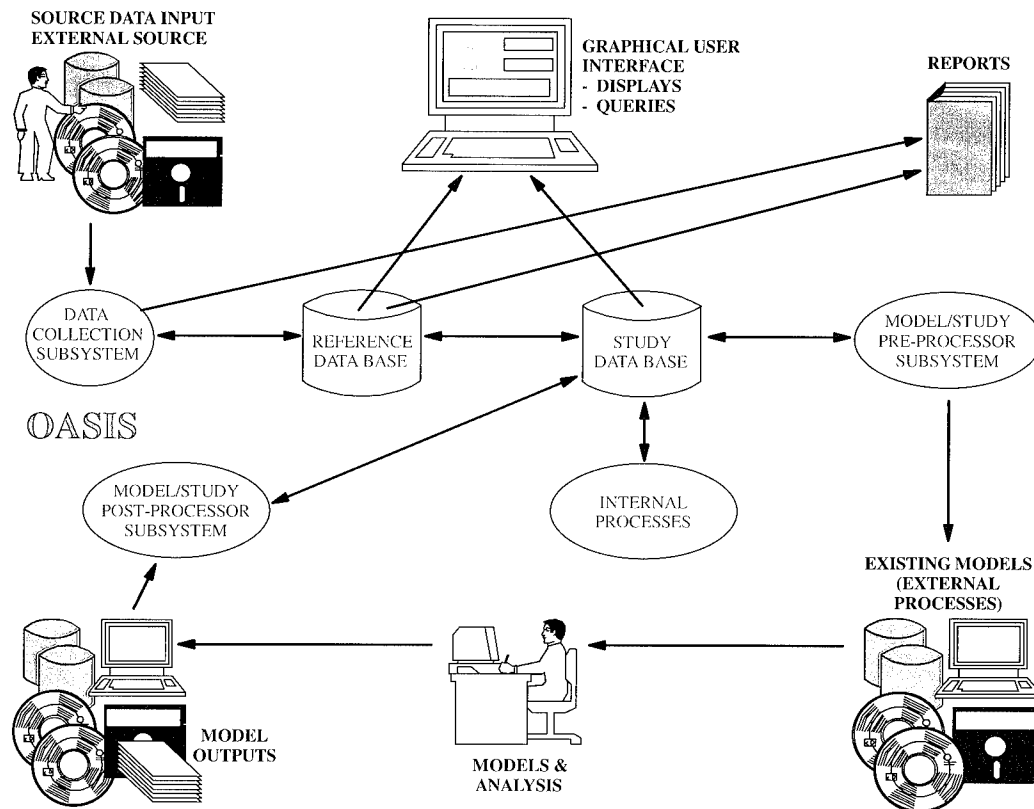 SOURCE DATA INPUT
EXTERNAL SOURCE
GRAPHICAL USER
INTERFACE
- DISPLAYS
- QUERIES
REPORTS
DATA
COLLECTION
SUBSYSTEM
REFERENCE
DATA BASE
STUDY
DATA BASE
MODEL/STUDY
PRE-PROCESSOR
SUBSYSTEM
OASIS
MODEL/STUDY
POST-PROCESSOR
SUBSYSTEM
INTERNAL
PROCESSES
EXISTING MODELS
(EXTERNAL
PROCESSES)
MODEL
OUTPUTS
MODELS &
ANALYSIS